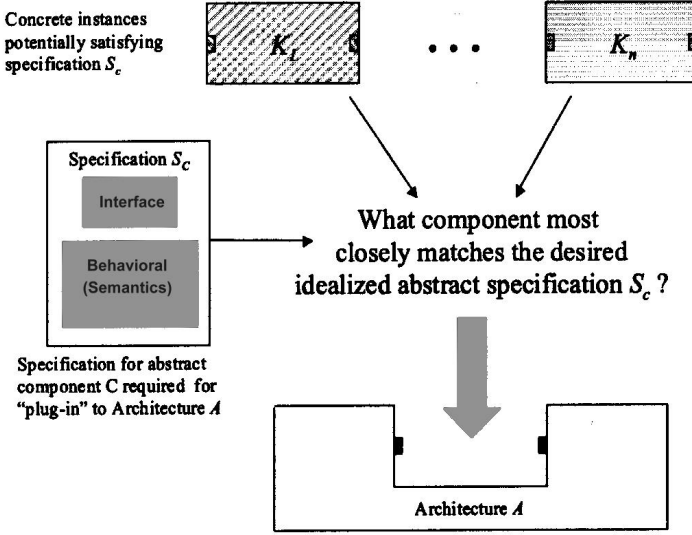 Concrete instances
potentially satisfying
specification S_c
K_L
• • •
K_n
Specification S_C
Interface
Behavioral
(Semantics)
What component most
closely matches the desired
idealized abstract specification S_c ?
Specification for abstract
component C required for
“plug-in” to Architecture A
Architecture A